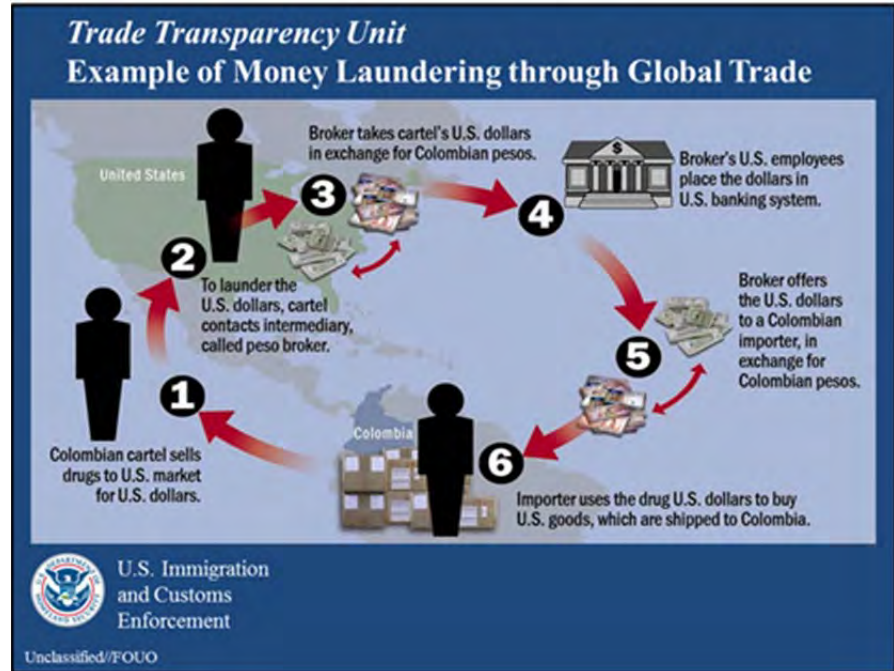 Trade Transparency Unit
Example of Money Laundering through Global Trade
United States
Colombia
1
Colombian cartel sells
drugs to U.S. market
for U.S. dollars.
2
To launder the
U.S. dollars, cartel
contacts intermediary,
called peso broker.
3
Broker takes cartel's U.S. dollars
in exchange for Colombian pesos.
4
$
Broker's U.S. employees
place the dollars in
U.S. banking system.
5
Broker offers
the U.S. dollars
to a Colombian
importer, in
exchange for
Colombian pesos.
6
Importer uses the drug U.S. dollars to buy
U.S. goods, which are shipped to Colombia.
U.S. Immigration
and Customs
Enforcement
Unclassified//FOUO